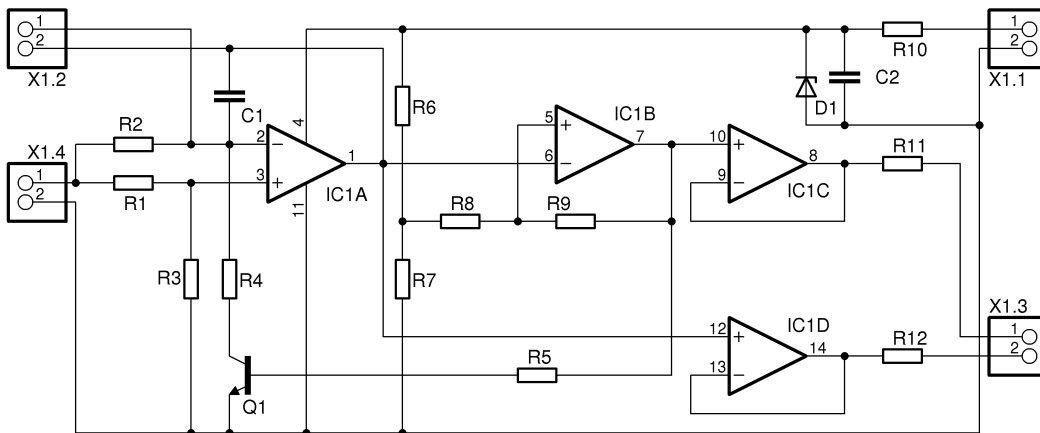 1
2
X1.2
C1
R2
X1.4
1
2
R1
R3
R4
Q1
2
3
4
11
1
IC1A
R6
R7
R8
R9
R5
5
6
7
IC1B
10
9
8
IC1C
12
13
14
IC1D
D1
C2
R10
1
2
X1.1
R11
R12
X1.3
1
2